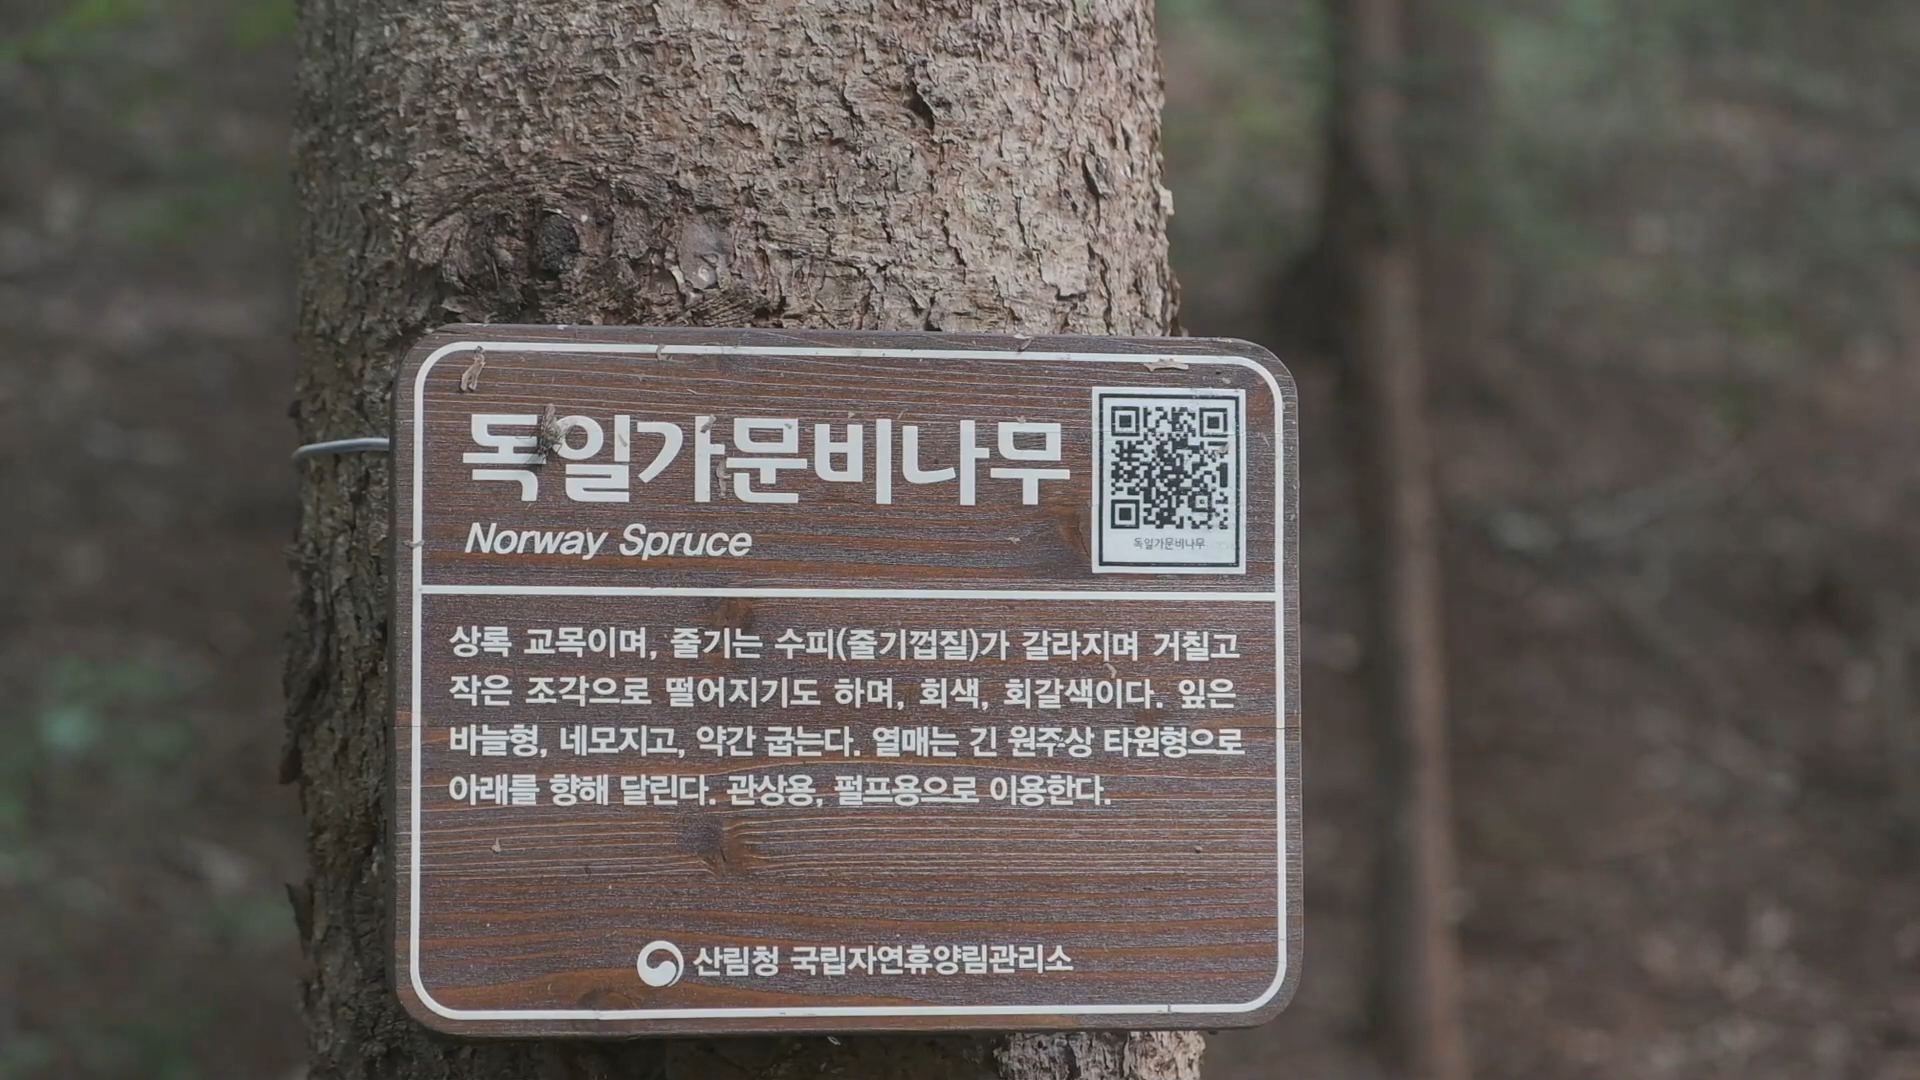 독일가문비나무
Norway Spruce
독일가문비나무
상록 교목이며, 줄기는 수피(줄기껍질)가 갈라지며 거칠고
작은 조각으로 떨어지기도 하며, 회색, 회갈색이다. 잎은
바늘형, 네모지고, 약간 굽는다. 열매는 긴 원주상 타원형으로
아래를 향해 달린다. 관상용, 펄프용으로 이용한다.
산림청 국립자연휴양림관리소